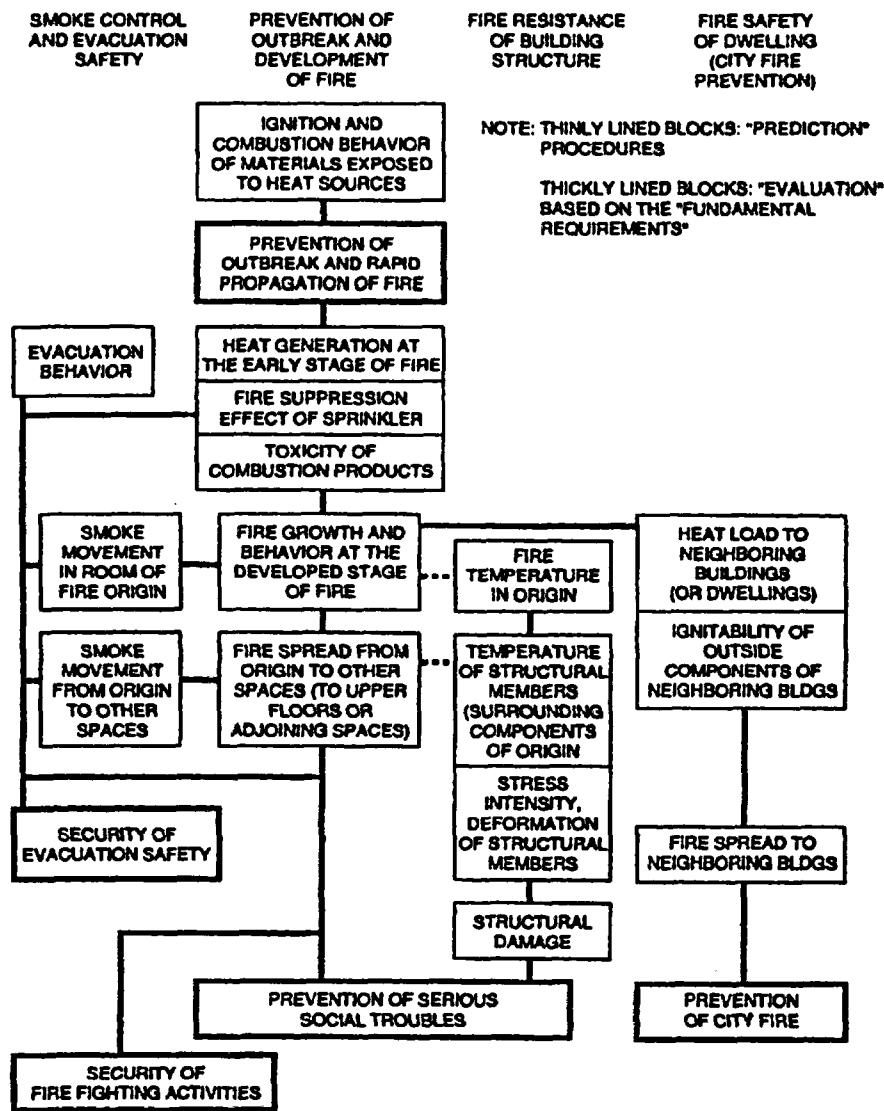 SMOKE CONTROL
AND EVACUATION
SAFETY
PREVENTION OF
OUTBREAK AND
DEVELOPMENT
OF FIRE
FIRE RESISTANCE
OF BUILDING
STRUCTURE
FIRE SAFETY
OF DWELLING
(CITY FIRE
PREVENTION)
NOTE: THINLY LINED BLOCKS: "PREDICTION"
PROCEDURES
THICKLY LINED BLOCKS: "EVALUATION"
BASED ON THE "FUNDAMENTAL
REQUIREMENTS"
IGNITION AND
COMBUSTION BEHAVIOR
OF MATERIALS EXPOSED
TO HEAT SOURCES
PREVENTION OF
OUTBREAK AND RAPID
PROPAGATION OF FIRE
EVACUATION
BEHAVIOR
HEAT GENERATION AT
THE EARLY STAGE OF FIRE
FIRE SUPPRESSION
EFFECT OF SPRINKLER
TOXICITY OF
COMBUSTION PRODUCTS
SMOKE
MOVEMENT
IN ROOM OF
FIRE ORIGIN
FIRE GROWTH AND
BEHAVIOR AT THE
DEVELOPED STAGE
OF FIRE
FIRE
TEMPERATURE
IN ORIGIN
HEAT LOAD TO
NEIGHBORING
BUILDINGS
(OR DWELLINGS)
IGNITABILITY OF
OUTSIDE
COMPONENTS OF
NEIGHBORING BLDGS
SMOKE
MOVEMENT
FROM ORIGIN
TO OTHER
SPACES
FIRE SPREAD FROM
ORIGIN TO OTHER
SPACES (TO UPPER
FLOORS OR
ADJOINING SPACES)
TEMPERATURE
OF STRUCTURAL
MEMBERS
(SURROUNDING
COMPONENTS
OF ORIGIN
STRESS
INTENSITY,
DEFORMATION
OF STRUCTURAL
MEMBERS
SECURITY OF
EVACUATION SAFETY
FIRE SPREAD TO
NEIGHBORING BLDGS
STRUCTURAL
DAMAGE
PREVENTION OF SERIOUS
SOCIAL TROUBLES
PREVENTION
OF CITY FIRE
SECURITY OF
FIRE FIGHTING ACTIVITIES